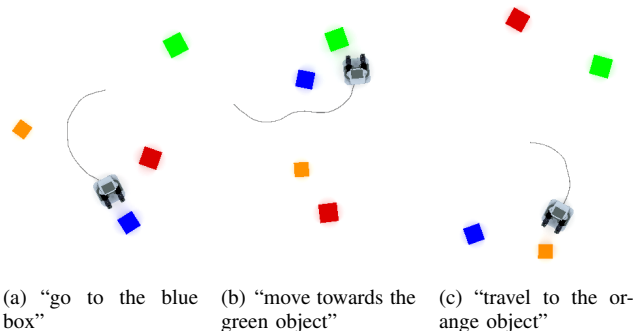 (a) “go to the blue
box”
(b) “move towards the
green object”
(c) “travel to the or-
ange object”